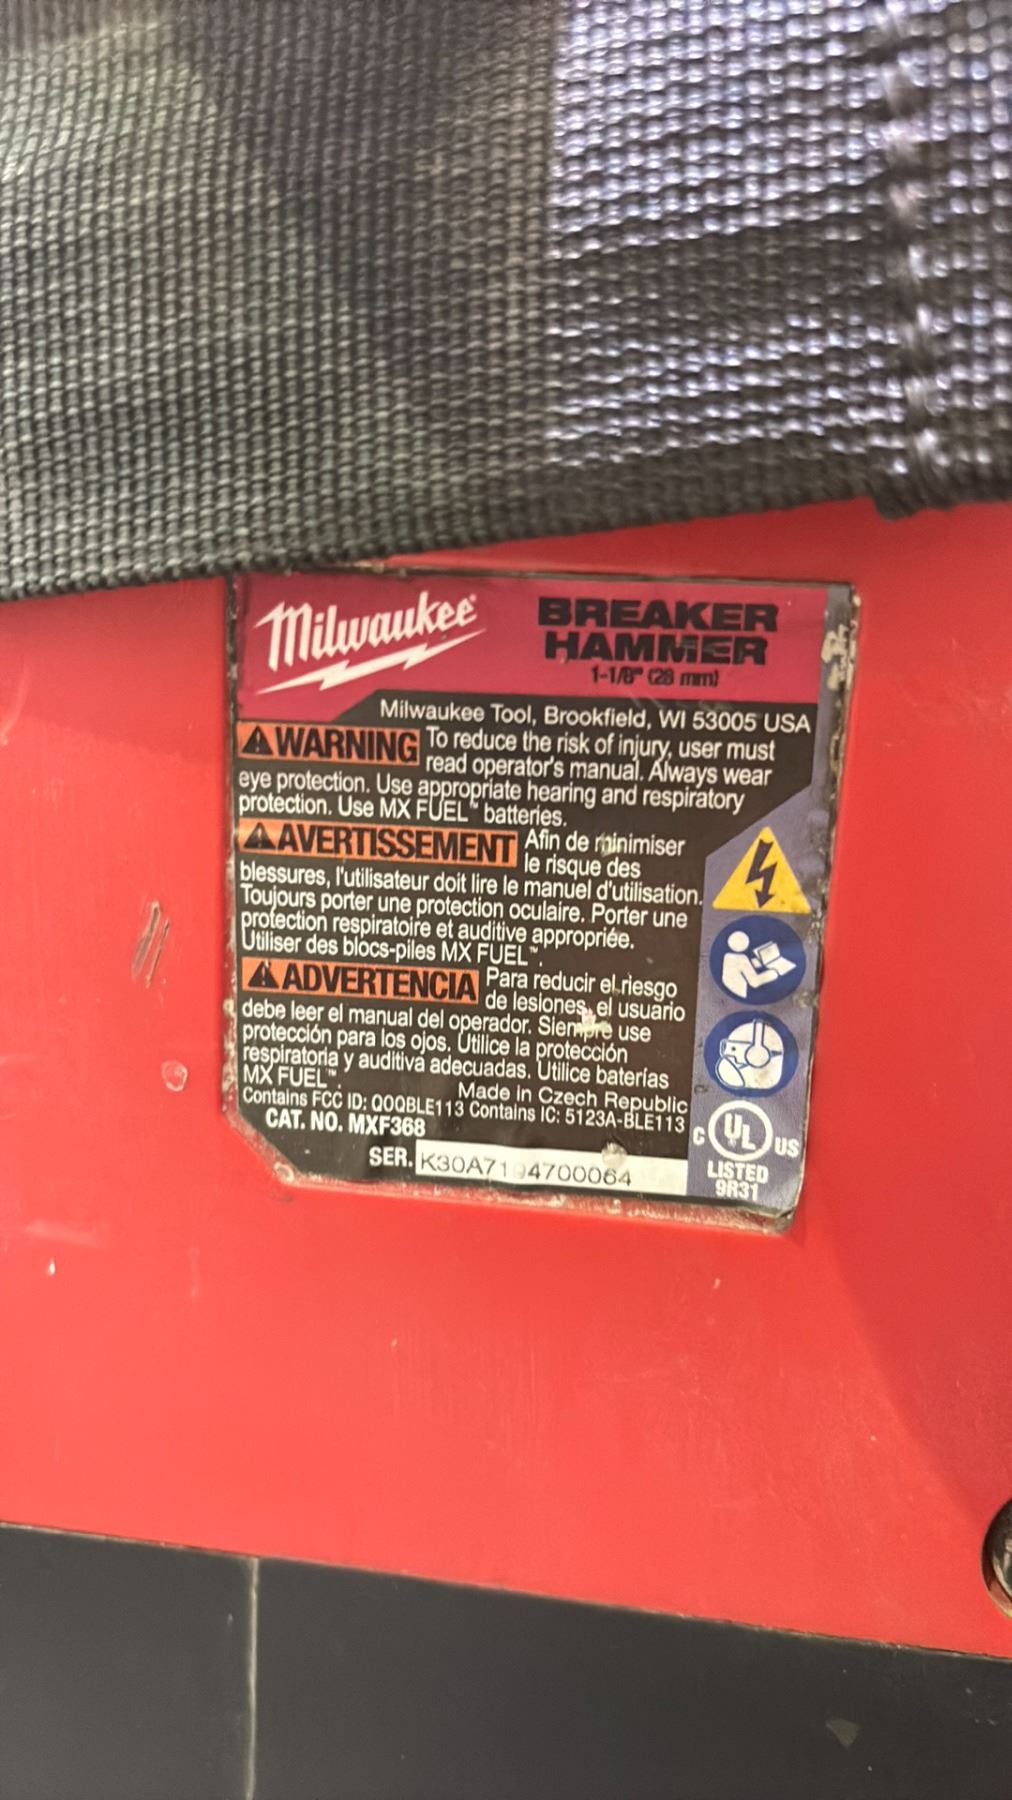 Milwaukee
BREAKER
HAMMER
1-1/8" (28 mm)
Milwaukee Tool, Brookfield, WI 53005 USA
WARNING To reduce the risk of injury, user must
read operator's manual. Always wear
eye protection. Use appropriate hearing and respiratory
protection. Use MX FUEL™ batteries.
AVERTISSEMENT Afin de minimiser
le risque des
blessures, l'utilisateur doit lire le manuel d'utilisation.
Toujours porter une protection oculaire. Porter une
protection respiratoire et auditive appropriée.
Utiliser des blocs-piles MX FUEL™.
ADVERTENCIA Para reducir el riesgo
de lesiones, el usuario
debe leer el manual del operador. Siempre use
protección para los ojos. Utilice la protección
respiratoria y auditiva adecuadas. Utilice baterías
MX FUEL™.
Made in Czech Republic
Contains FCC ID: QOQBLE113 Contains IC: 5123A-BLE113
CAT. NO. MXF368
SER.
C UL US
LISTED
9R31